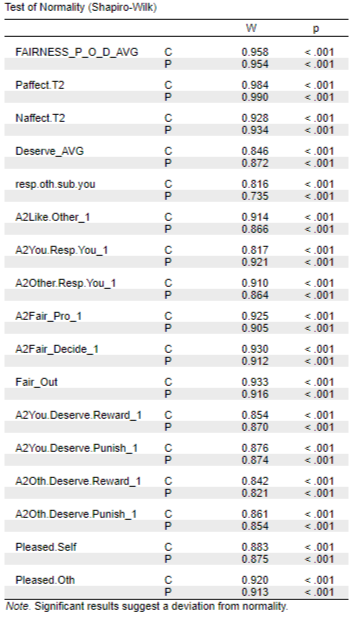 Test of Normality (Shapiro-Wilk)
W p
FAIRNESS_P_O_D_AVG C 0.958 < .001
P 0.954 < .001
Paffect.T2 C 0.984 < .001
P 0.990 < .001
Naffect.T2 C 0.928 < .001
P 0.934 < .001
Deserve_AVG C 0.846 < .001
P 0.872 < .001
resp.oth.sub.you C 0.816 < .001
P 0.735 < .001
A2Like.Other_1 C 0.914 < .001
P 0.866 < .001
A2You.Resp.You_1 C 0.817 < .001
P 0.921 < .001
A2Other.Resp.You_1 C 0.910 < .001
P 0.864 < .001
A2Fair_Pro_1 C 0.925 < .001
P 0.905 < .001
A2Fair_Decide_1 C 0.930 < .001
P 0.912 < .001
Fair_Out C 0.933 < .001
P 0.916 < .001
A2You.Deserve.Reward_1 C 0.854 < .001
P 0.870 < .001
A2You.Deserve.Punish_1 C 0.876 < .001
P 0.874 < .001
A2Oth.Deserve.Reward_1 C 0.842 < .001
P 0.821 < .001
A2Oth.Deserve.Punish_1 C 0.861 < .001
P 0.854 < .001
Pleased.Self C 0.883 < .001
P 0.875 < .001
Pleased.Oth C 0.920 < .001
P 0.913 < .001
Note. Significant results suggest a deviation from normality.